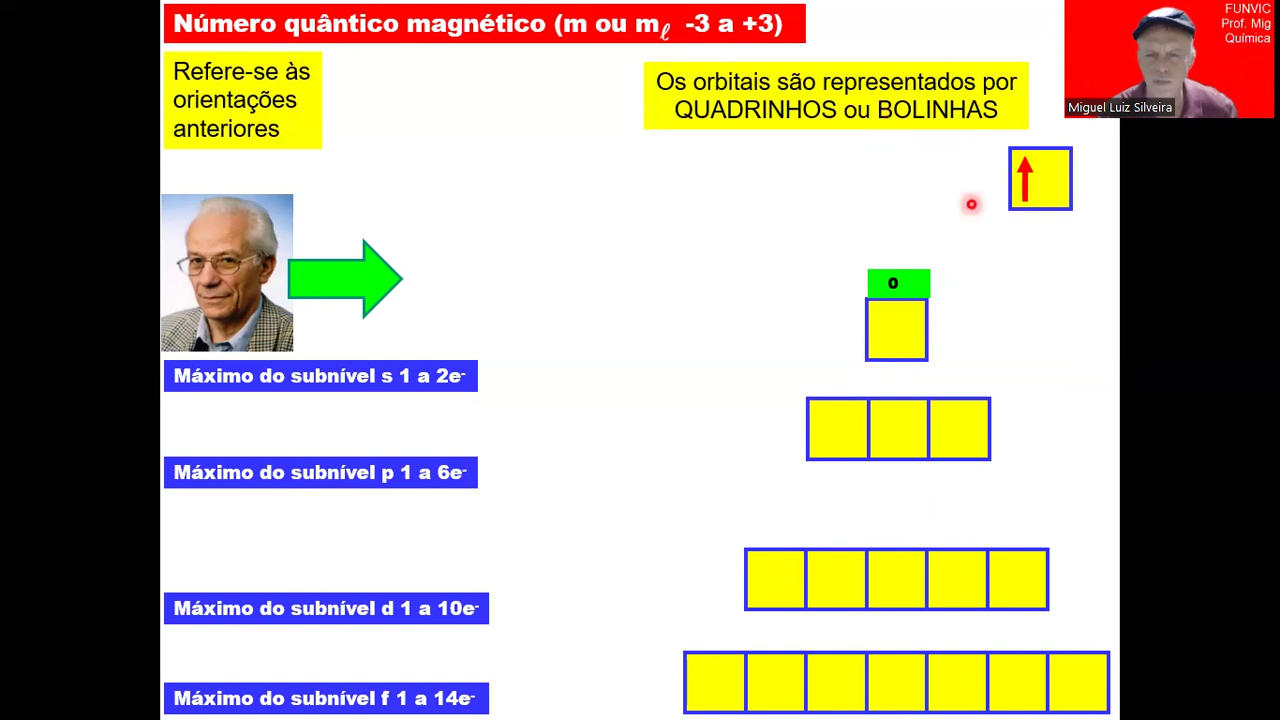 Número quântico magnético (m ou mℓ -3 a +3)
FUNVIC
Prof. Mig
Química
Miguel Luiz Silveira
Refere-se às
orientações
anteriores
Os orbitais são representados por
QUADRINHOS ou BOLINHAS
0
Máximo do subnível s 1 a 2e-
Máximo do subnível p 1 a 6e-
Máximo do subnível d 1 a 10e-
Máximo do subnível f 1 a 14e-